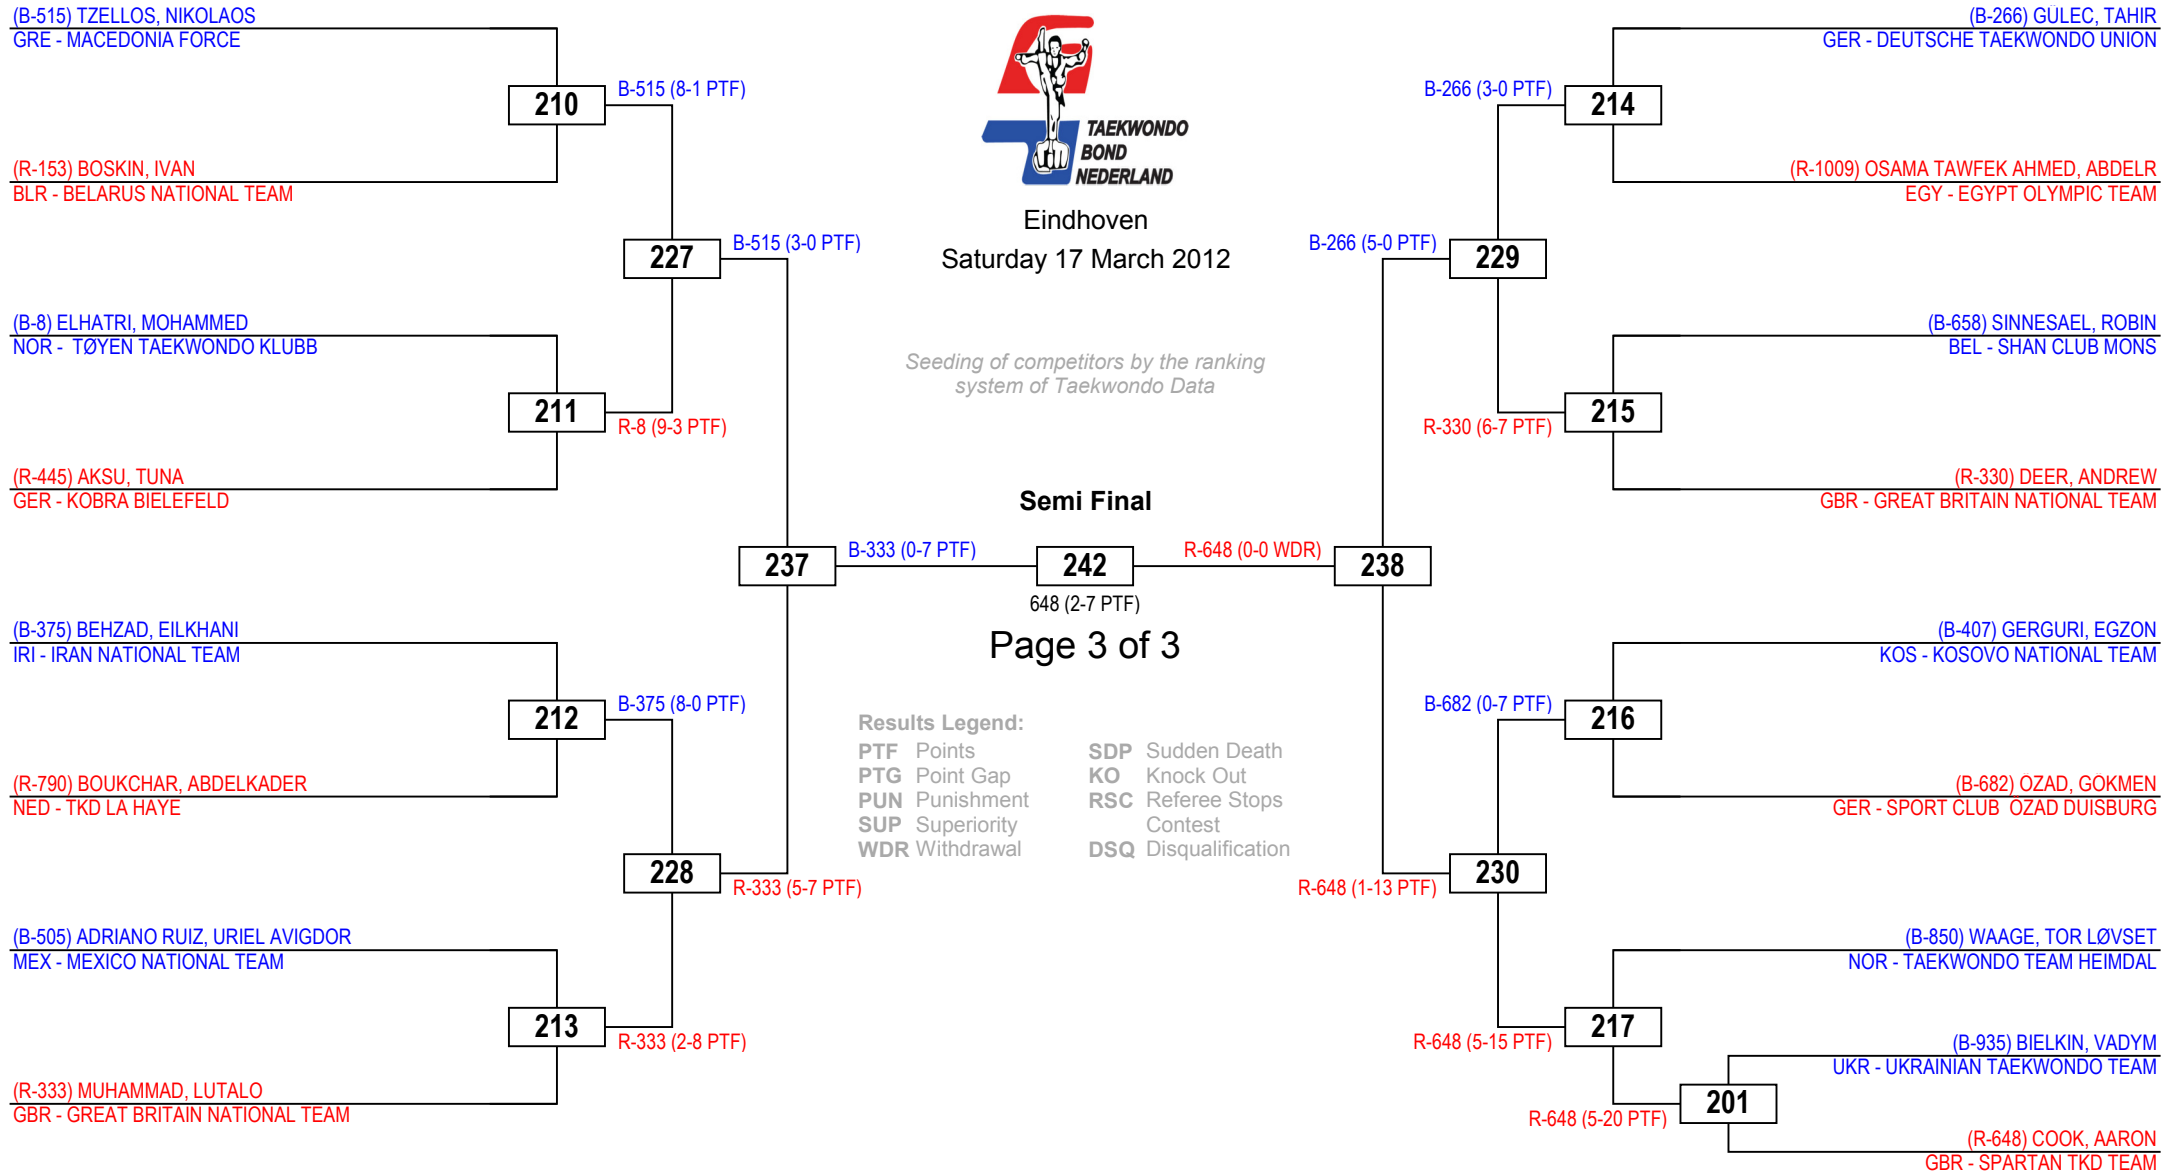 (B-515) TZELLOS, NIKOLAOS
GRE - MACEDONIA FORCE
210
B-515 (8-1 PTF)
(R-153) BOSKIN, IVAN
BLR - BELARUS NATIONAL TEAM
227
B-515 (3-0 PTF)
(B-8) ELHATRI, MOHAMMED
NOR - TØYEN TAEKWONDO KLUBB
211
R-8 (9-3 PTF)
(R-445) AKSU, TUNA
GER - KOBRA BIELEFELD
237
B-333 (0-7 PTF)
(B-375) BEHZAD, EILKHANI
IRI - IRAN NATIONAL TEAM
212
B-375 (8-0 PTF)
(R-790) BOUKCHAR, ABDELKADER
NED - TKD LA HAYE
228
R-333 (5-7 PTF)
(B-505) ADRIANO RUIZ, URIEL AVIGDOR
MEX - MEXICO NATIONAL TEAM
213
R-333 (2-8 PTF)
(R-333) MUHAMMAD, LUTALO
GBR - GREAT BRITAIN NATIONAL TEAM
TAEKWONDO
BOND
NEDERLAND
Eindhoven
Saturday 17 March 2012
Seeding of competitors by the ranking
system of Taekwondo Data
Semi Final
242
648 (2-7 PTF)
Page 3 of 3
Results Legend:
PTF Points SDP Sudden Death
PTG Point Gap KO Knock Out
PUN Punishment RSC Referee Stops
SUP Superiority Contest
WDR Withdrawal DSQ Disqualification
(B-266) GÜLEC, TAHIR
GER - DEUTSCHE TAEKWONDO UNION
B-266 (3-0 PTF)
214
(R-1009) OSAMA TAWFEK AHMED, ABDELR
EGY - EGYPT OLYMPIC TEAM
B-266 (5-0 PTF)
229
(B-658) SINNESAEL, ROBIN
BEL - SHAN CLUB MONS
215
R-330 (6-7 PTF)
(R-330) DEER, ANDREW
GBR - GREAT BRITAIN NATIONAL TEAM
R-648 (0-0 WDR)
238
(B-407) GERGURI, EGZON
KOS - KOSOVO NATIONAL TEAM
B-682 (0-7 PTF)
216
(B-682) OZAD, GOKMEN
GER - SPORT CLUB OZAD DUISBURG
230
R-648 (1-13 PTF)
(B-850) WAAGE, TOR LØVSET
NOR - TAEKWONDO TEAM HEIMDAL
217
R-648 (5-15 PTF)
(B-935) BIELKIN, VADYM
UKR - UKRAINIAN TAEKWONDO TEAM
201
R-648 (5-20 PTF)
(R-648) COOK, AARON
GBR - SPARTAN TKD TEAM